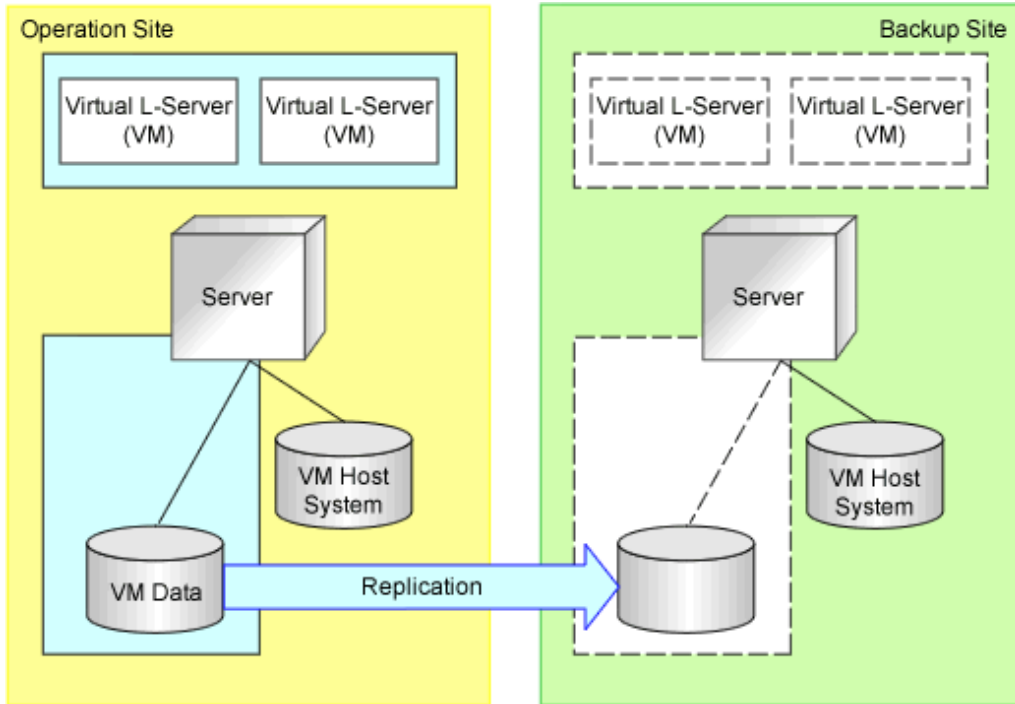 Operation Site
Virtual L-Server
(VM)
Virtual L-Server
(VM)
Server
VM Host
System
VM Data
Replication
Backup Site
Virtual L-Server
(VM)
Virtual L-Server
(VM)
Server
VM Host
System